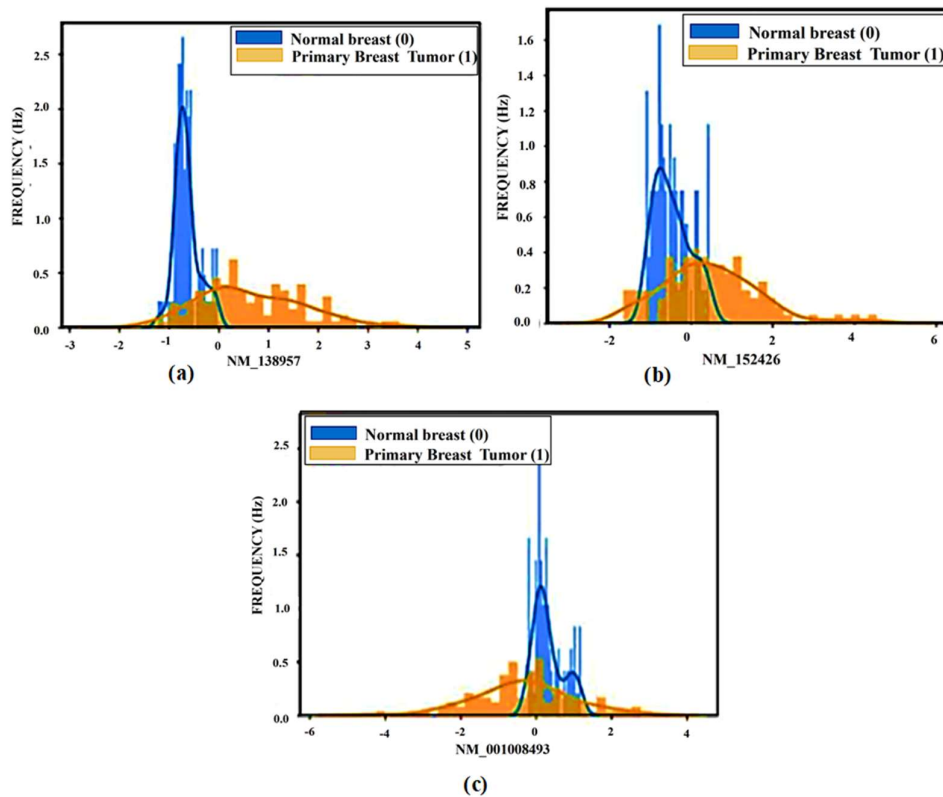 Normal breast (0)
Primary Breast Tumor (1)
FREQUENCY (Hz)
2.5
2.0
1.5
1.0
0.5
0.0
-3 -2 -1 0 1 2 3 4 5
NM_138957
(a)
Normal breast (0)
Primary Breast Tumor (1)
FREQUENCY (Hz)
1.6
1.4
1.2
1.0
0.8
0.6
0.4
0.2
0.0
-2 0 2 4 6
NM_152426
(b)
Normal breast (0)
Primary Breast Tumor (1)
FREQUENCY (Hz)
2.5
2.0
1.5
1.0
0.5
0.0
-6 -4 -2 0 2 4
NM_001008493
(c)